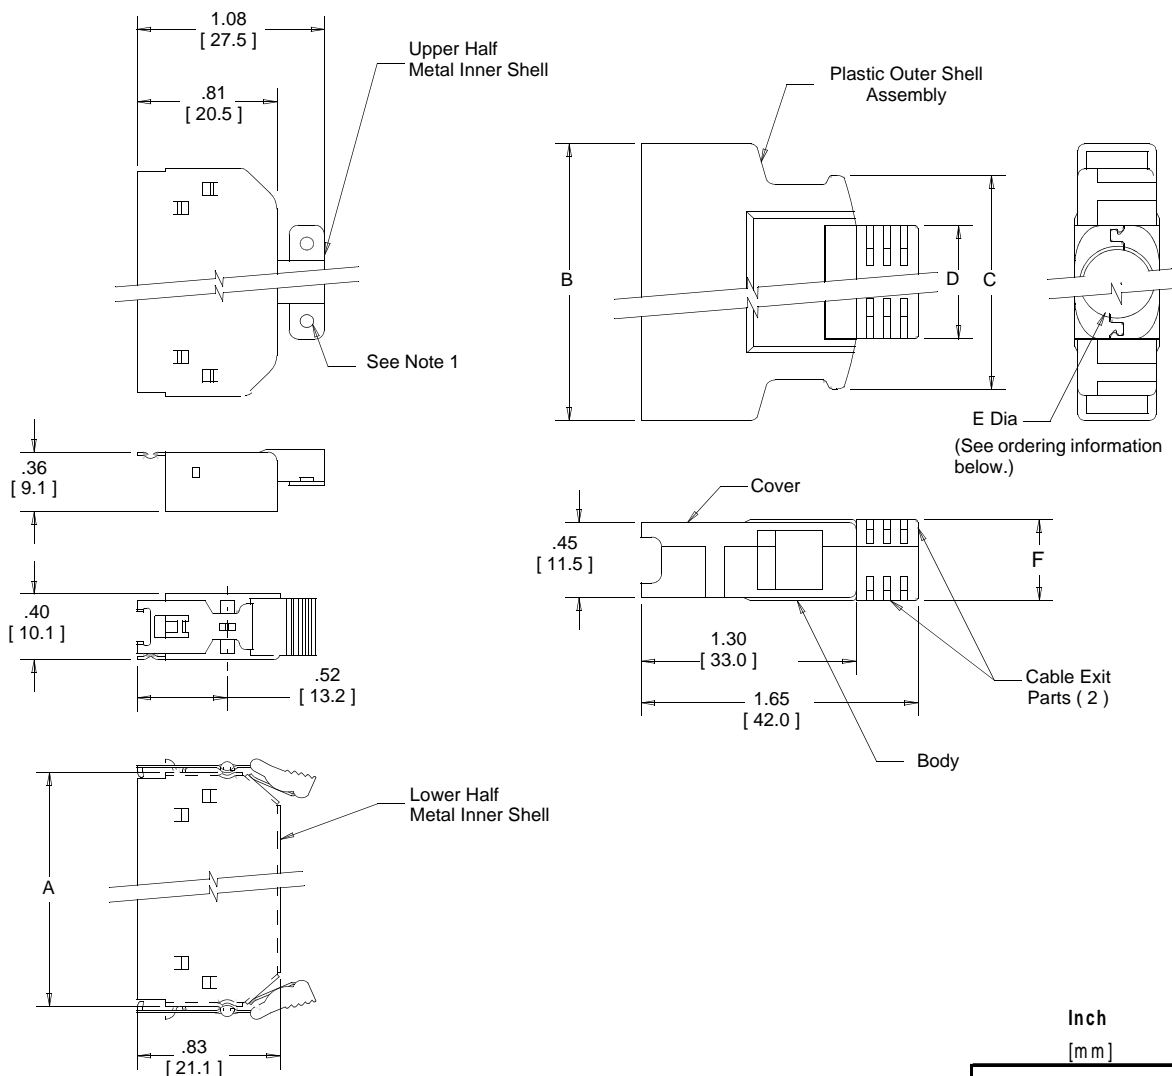 1.08
[ 27.5 ]
Upper Half
Metal Inner Shell
.81
[ 20.5 ]
See Note 1
Plastic Outer Shell
Assembly
B
D
C
E Dia
(See ordering information
below.)
.36
[ 9.1 ]
Cover
.45
[ 11.5 ]
F
.40
[ 10.1 ]
.52
[ 13.2 ]
1.30
[ 33.0 ]
1.65
[ 42.0 ]
Cable Exit
Parts ( 2 )
Body
Lower Half
Metal Inner Shell
A
.83
[ 21.1 ]
Inch
[mm]